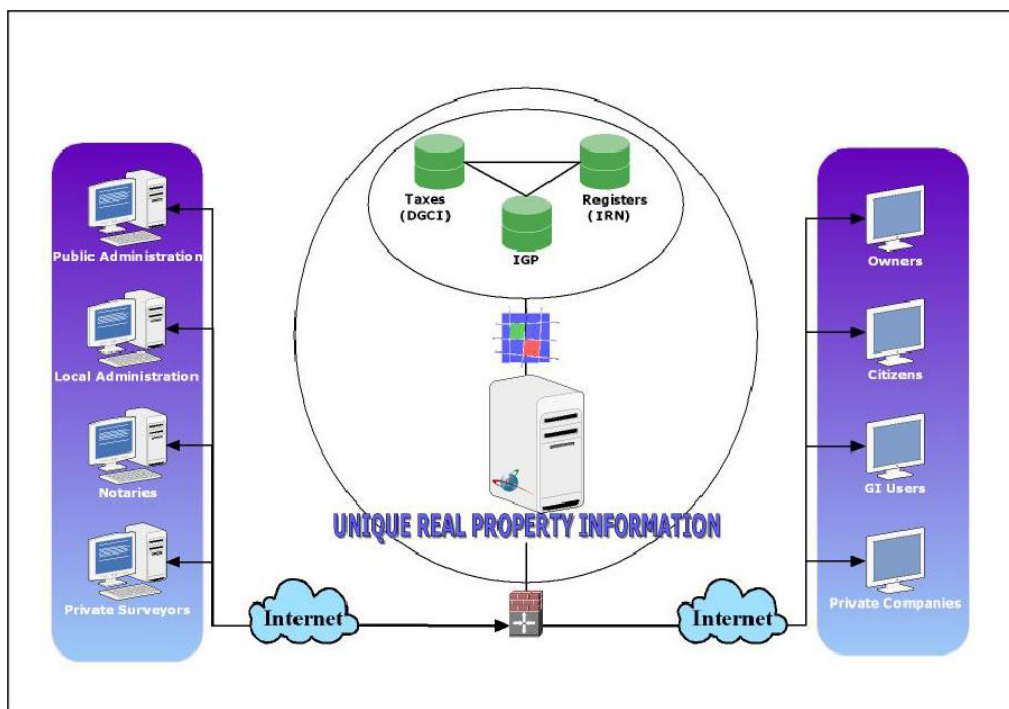 Taxes
(DGCI)
Registers
(IRN)
IGP
Public Administration
Local Administration
Notaries
Private Surveyors
UNIQUE REAL PROPERTY INFORMATION
Internet
Internet
Owners
Citizens
GI Users
Private Companies